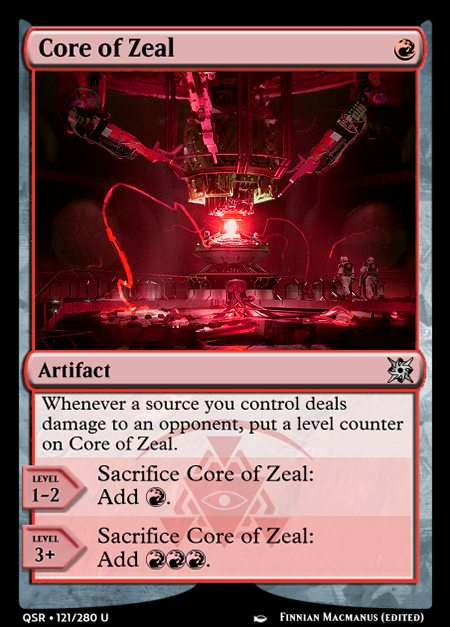 Core of Zeal
Artifact
Whenever a source you control deals
damage to an opponent, put a level counter
on Core of Zeal.
LEVEL
1-2
Sacrifice Core of Zeal:
Add .
LEVEL
3+
Sacrifice Core of Zeal:
Add .
QSR • 121/280 U
Finnian Macmanus (edited)